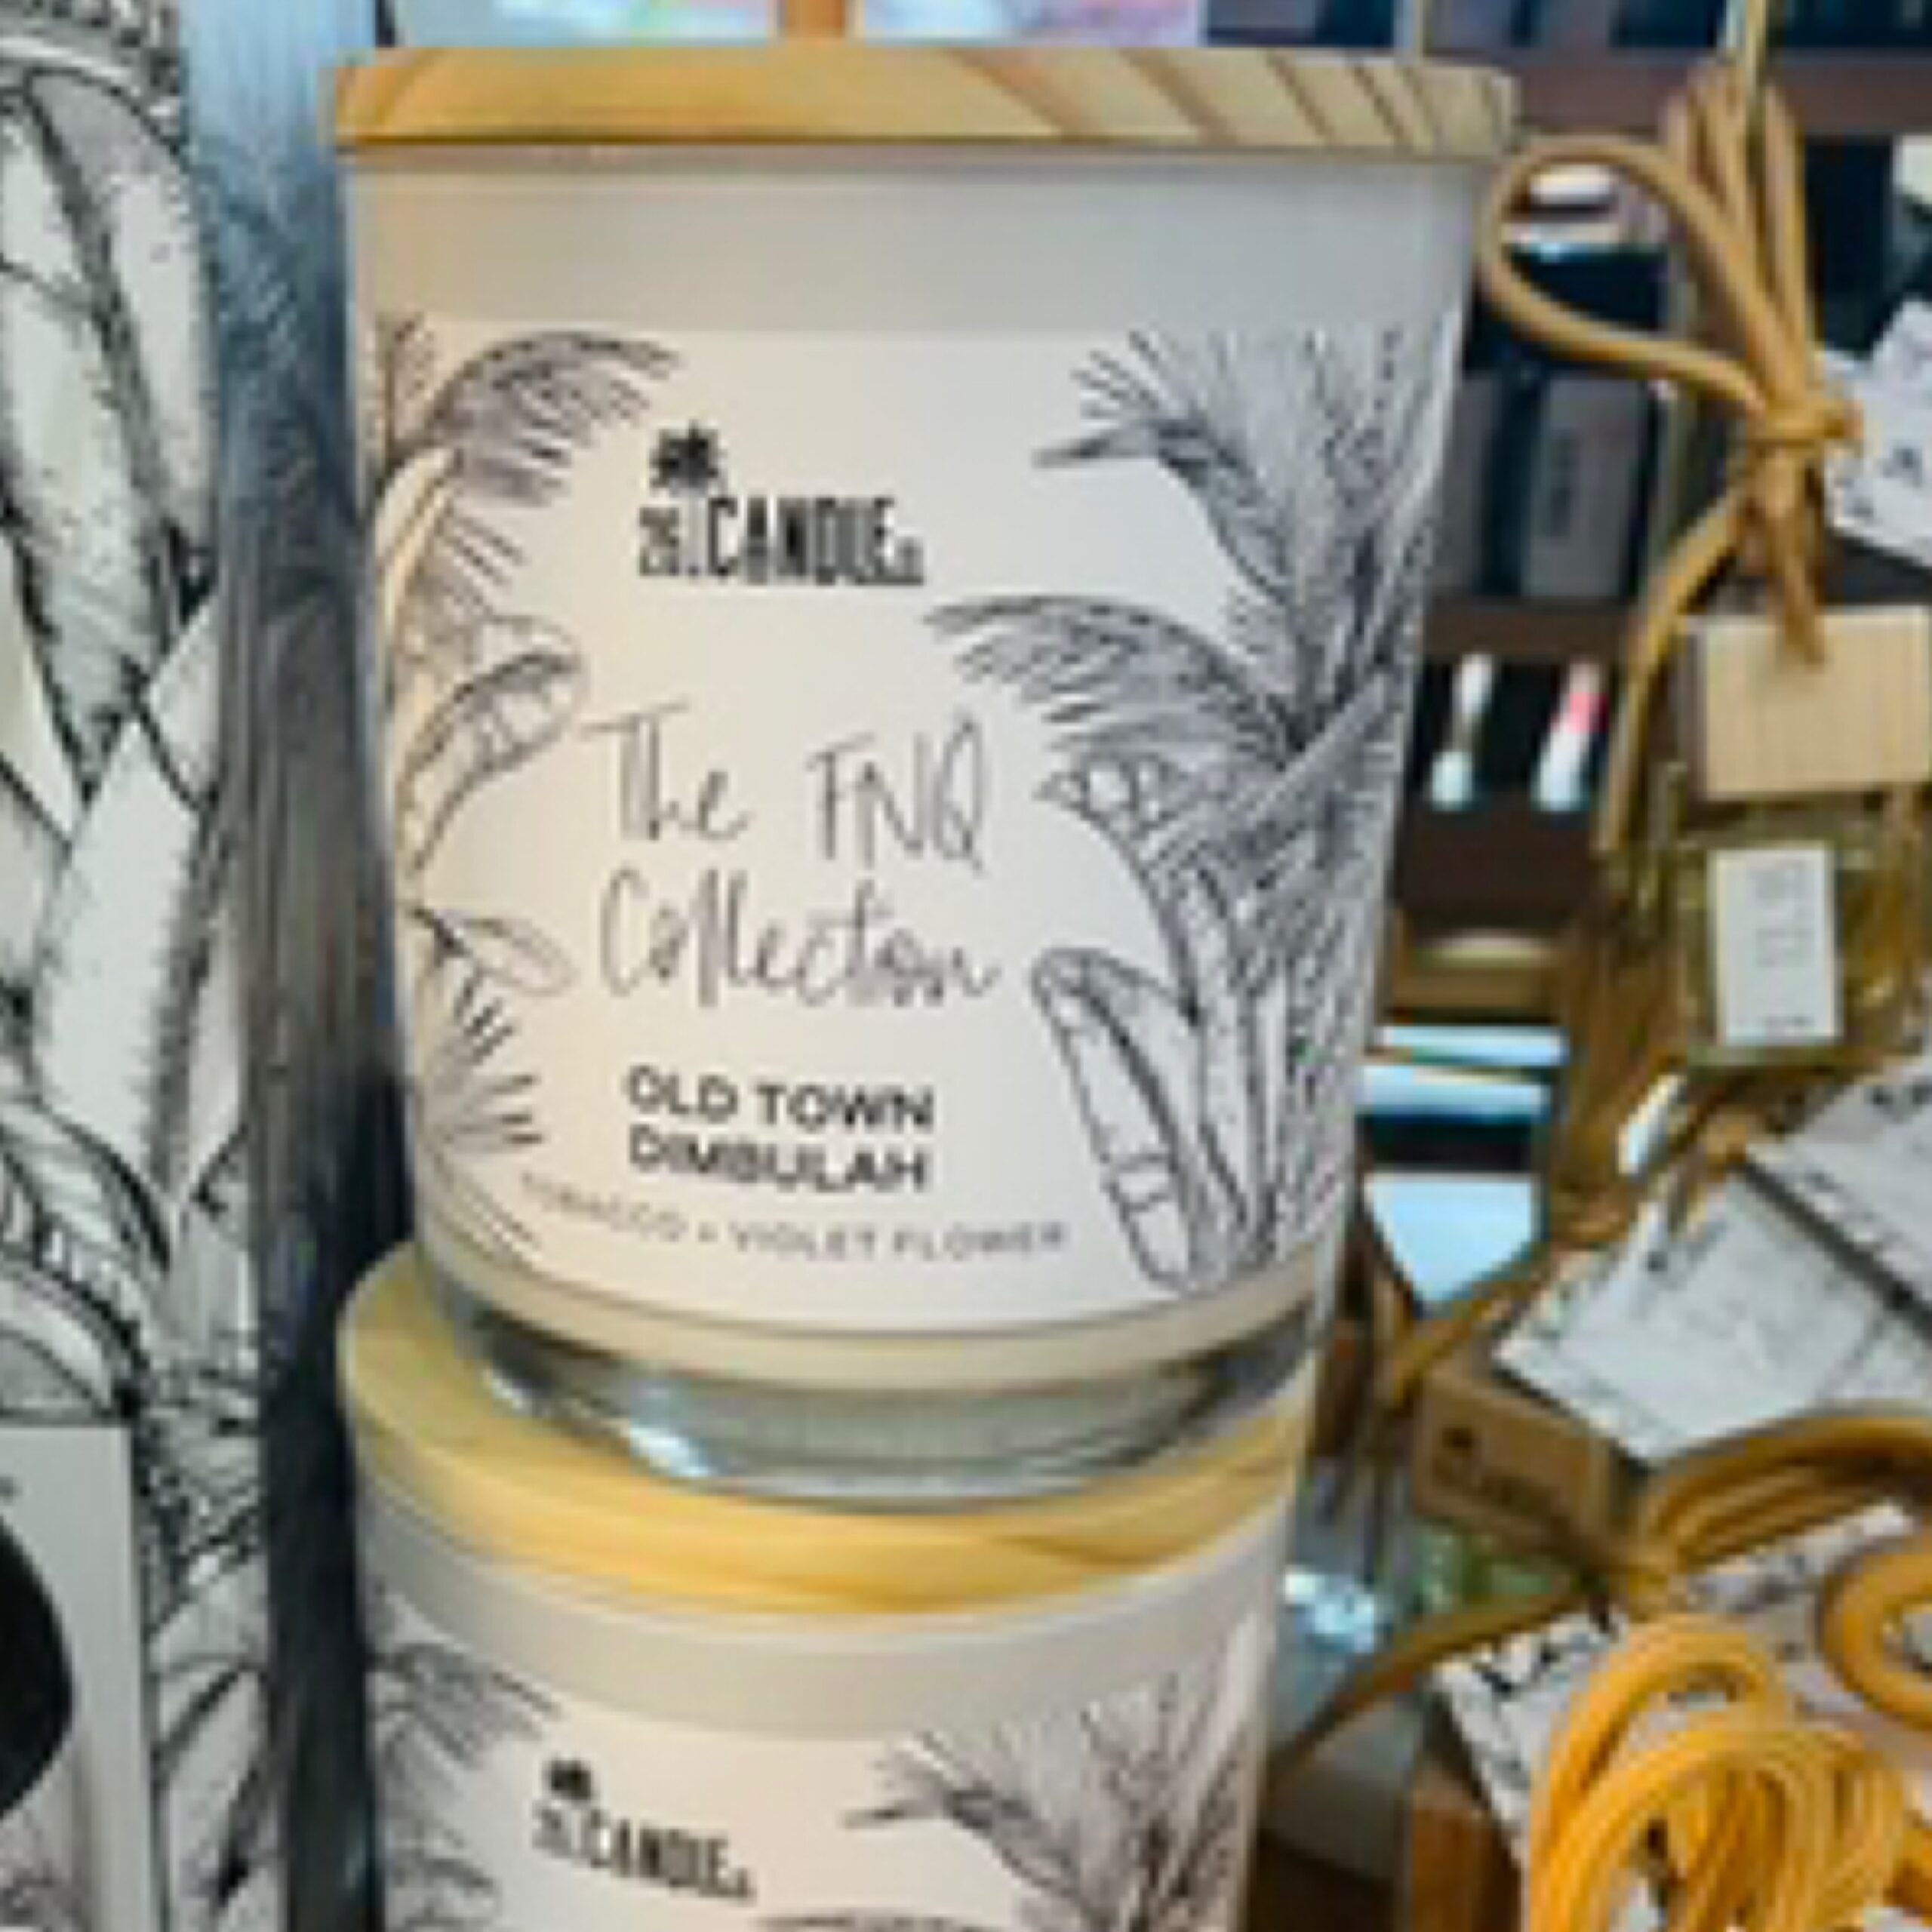 CANDLE
The FNQ
Collection
OLD TOWN
DIMBULAH
TOBACCO + VIOLET FLOWER
CANDLE